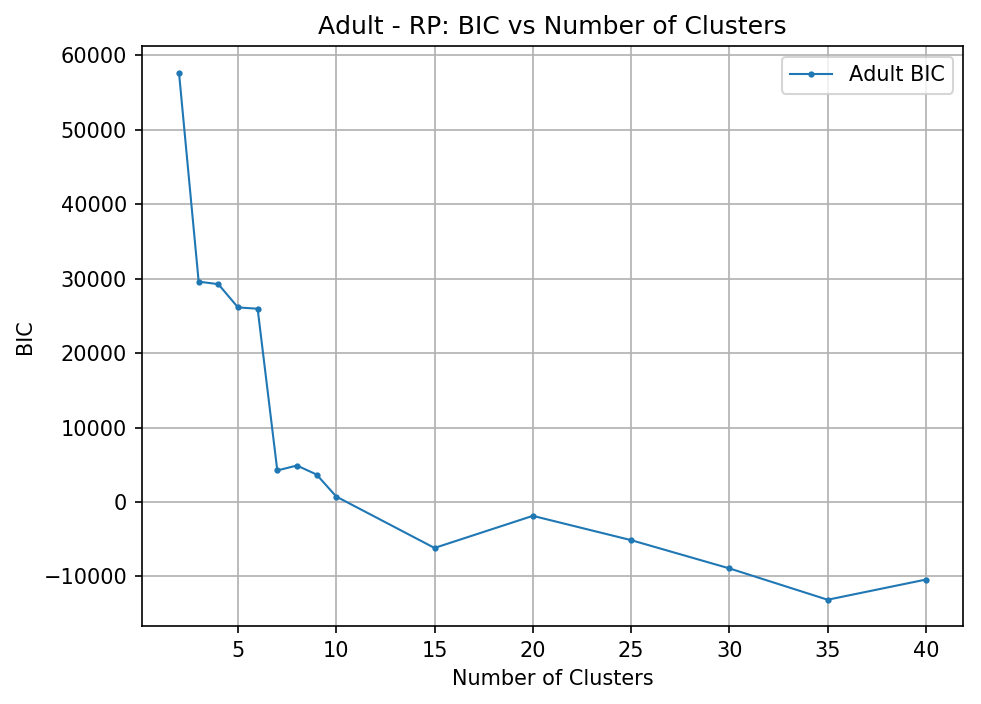 Adult - RP: BIC vs Number of Clusters
Adult BIC
60000
50000
40000
30000
20000
10000
0
−10000
BIC
5 10 15 20 25 30 35 40
Number of Clusters